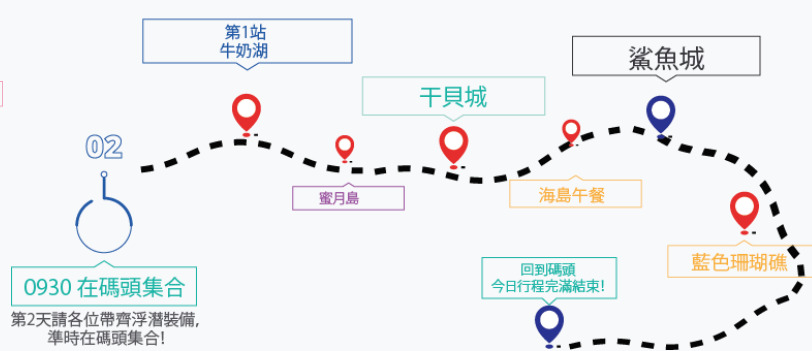 第1站
牛奶湖
鯊魚城
干貝城
02
蜜月島
海島午餐
藍色珊瑚礁
0930 在碼頭集合
回到碼頭
今日行程完滿結束!
第2天請各位帶齊浮潛裝備,
準時在碼頭集合!